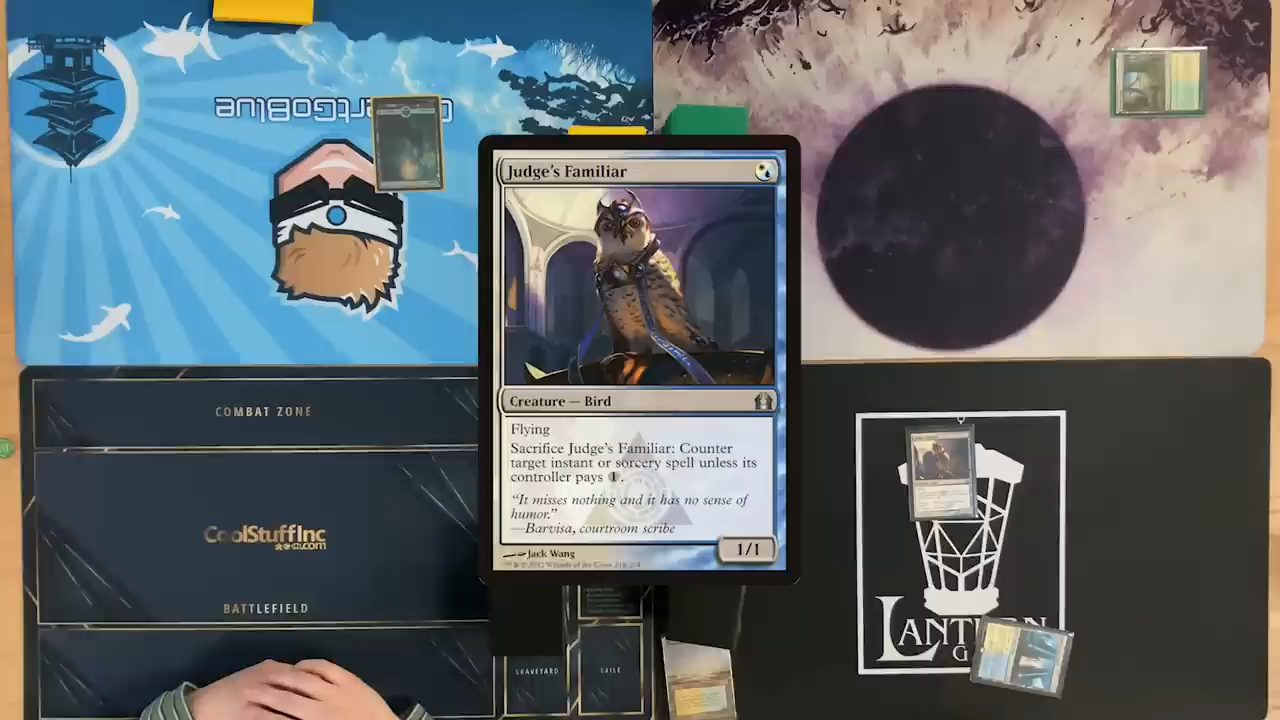 Judge's Familiar
Creature — Bird
Flying
Sacrifice Judge's Familiar: Counter
target instant or sorcery spell unless its
controller pays 1.
"It misses nothing and it has no sense of
humor."
—Barvisa, courtroom scribe
1/1
Jack Wang
COMBAT ZONE
CoolStuffInc
.com
BATTLEFIELD
GRAVEYARD
EXILE
LANTERN
G